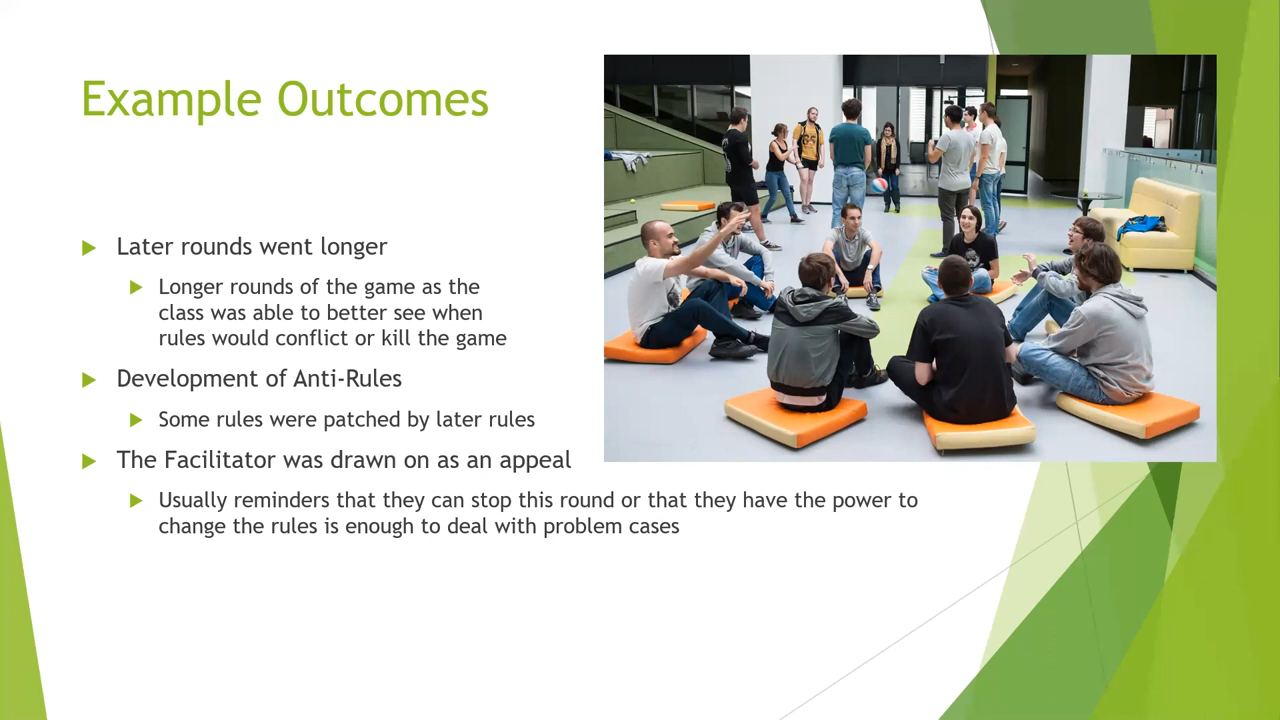 Example Outcomes
Later rounds went longer
Longer rounds of the game as the
class was able to better see when
rules would conflict or kill the game
Development of Anti-Rules
Some rules were patched by later rules
The Facilitator was drawn on as an appeal
Usually reminders that they can stop this round or that they have the power to
change the rules is enough to deal with problem cases